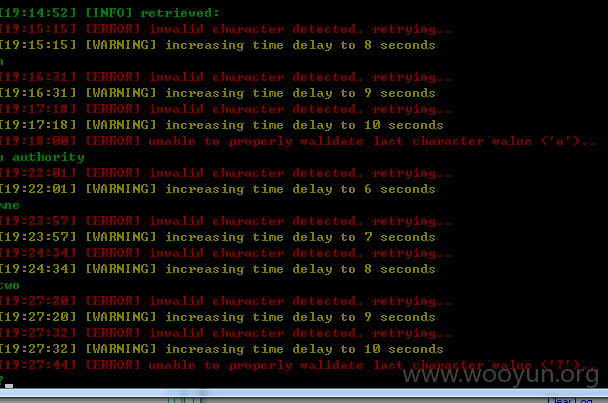 [19:14:52] [INFO] retrieved:
[19:15:15] [ERROR] invalid character detected. retrying..
[19:15:15] [WARNING] increasing time delay to 8 seconds
n
[19:16:31] [ERROR] invalid character detected. retrying..
[19:16:31] [WARNING] increasing time delay to 9 seconds
[19:17:18] [ERROR] invalid character detected. retrying..
[19:17:18] [WARNING] increasing time delay to 10 seconds
[19:18:00] [ERROR] unable to properly validate last character value ('u')..
u authority
[19:22:01] [ERROR] invalid character detected. retrying..
[19:22:01] [WARNING] increasing time delay to 6 seconds
\ne
[19:23:57] [ERROR] invalid character detected. retrying..
[19:23:57] [WARNING] increasing time delay to 7 seconds
[19:24:34] [ERROR] invalid character detected. retrying..
[19:24:34] [WARNING] increasing time delay to 8 seconds
two
[19:27:20] [ERROR] invalid character detected. retrying..
[19:27:20] [WARNING] increasing time delay to 9 seconds
[19:27:32] [ERROR] invalid character detected. retrying..
[19:27:32] [WARNING] increasing time delay to 10 seconds
[19:27:44] [ERROR] unable to properly validate last character value ('?')..
?
www.wooyun.org
Clear Log